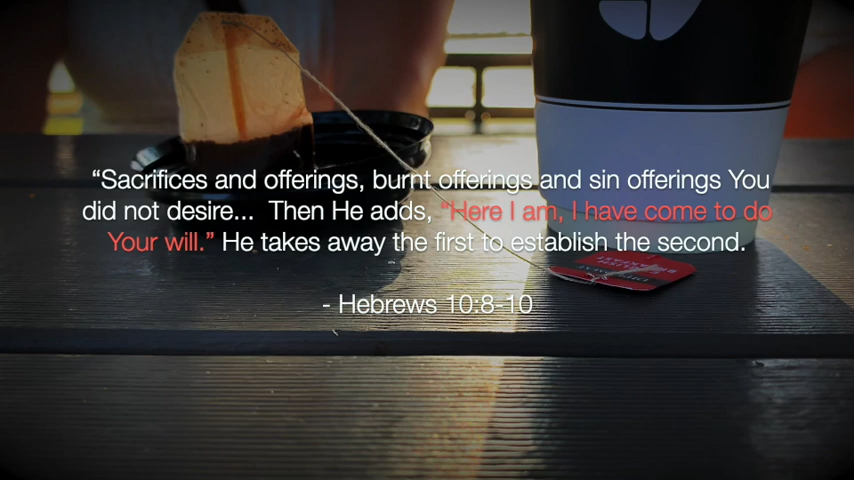 “Sacrifices and offerings, burnt offerings and sin offerings You
did not desire... Then He adds, “Here I am, I have come to do
Your will.” He takes away the first to establish the second.
- Hebrews 10:8-10